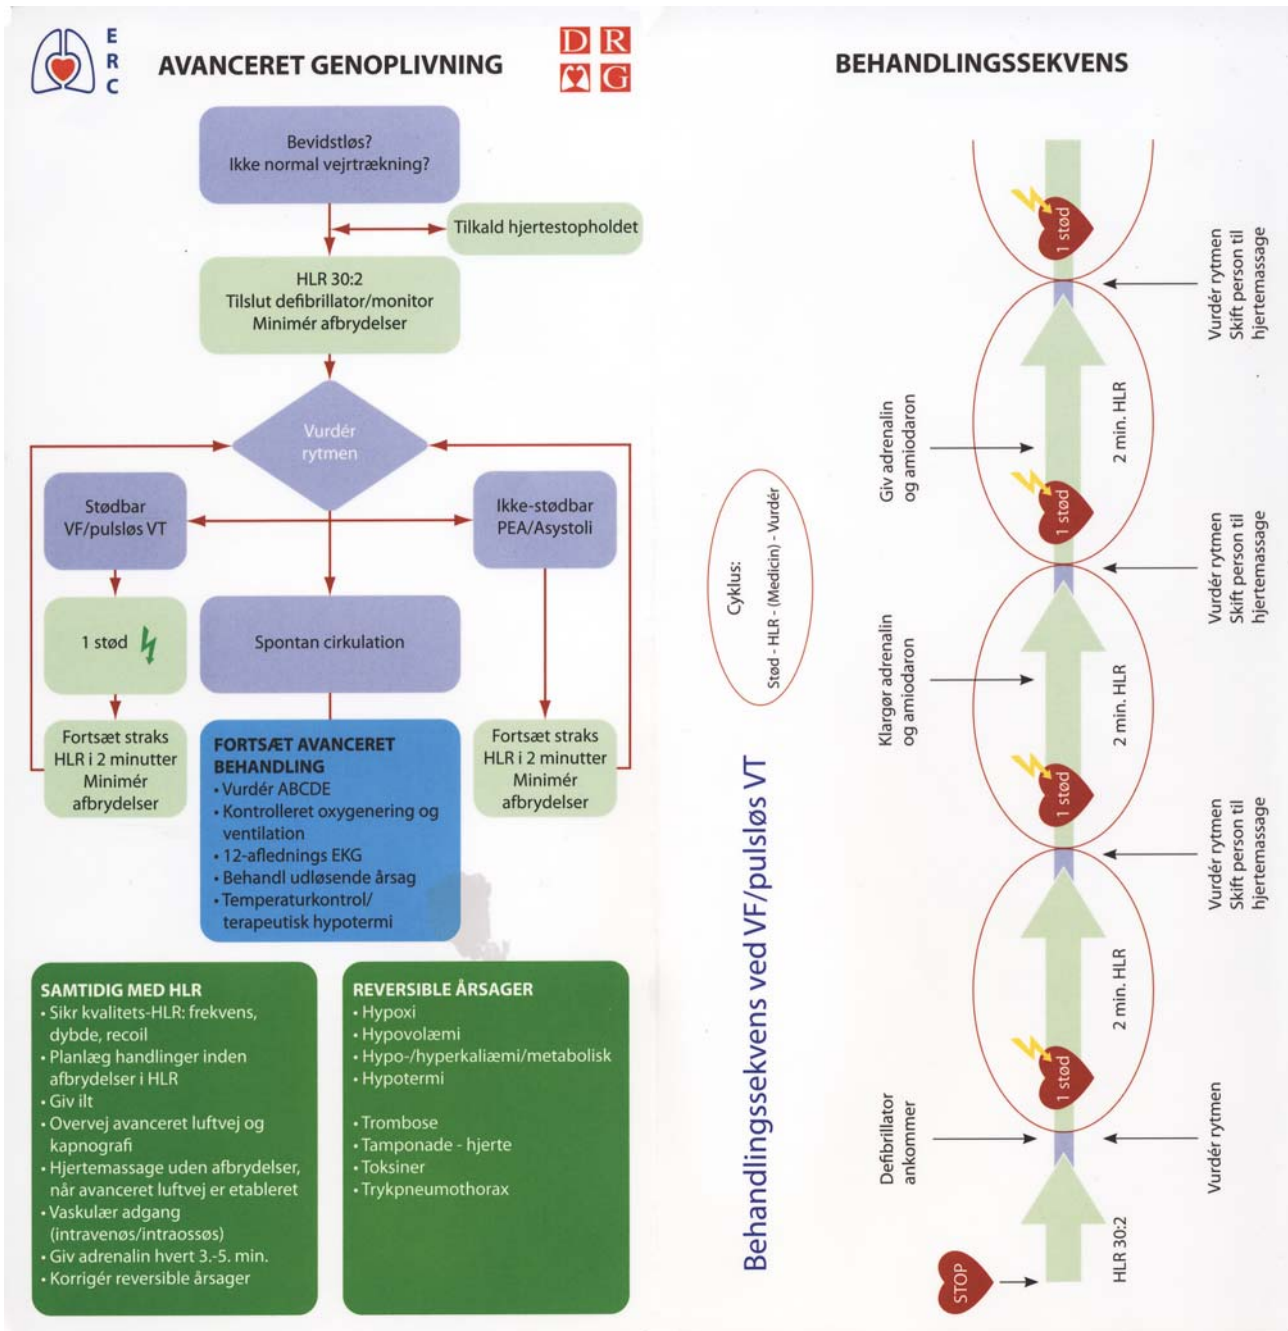 E
R
C
AVANCERET GENOPLIVNING
D R
G
Bevidstløs?
Ikke normal vejrtrækning?
Tilkald hjertestopholdet
HLR 30:2
Tilslut defibrillator/monitor
Minimér afbrydelser
Vurdér
rytmen
Stødbar
VF/pulsløs VT
Ikke-stødbar
PEA/Asystoli
1 stød
Spontan cirkulation
Fortsæt straks
HLR i 2 minutter
Minimér
afbrydelser
FORTSÆT AVANCERET
BEHANDLING
• Vurdér ABCDE
• Kontrolleret oxygenering og
ventilation
• 12-aflednings EKG
• Behandl udløsende årsag
• Temperaturkontrol/
terapeutisk hypotermi
Fortsæt straks
HLR i 2 minutter
Minimér
afbrydelser
SAMTIDIG MED HLR
• Sikr kvalitets-HLR: frekvens,
dybde, recoil
• Planlæg handlinger inden
afbrydelser i HLR
• Giv ilt
• Overvej avanceret luftvej og
kapnografi
• Hjertemassage uden afbrydelser,
når avanceret luftvej er etableret
• Vaskulær adgang
(intravenøs/intraossøs)
• Giv adrenalin hvert 3.-5. min.
• Korrigér reversible årsager
REVERSIBLE ÅRSAGER
• Hypoxi
• Hypovolæmi
• Hypo-/hyperkaliæmi/metabolisk
• Hypotermi
• Trombose
• Tamponade - hjerte
• Toksiner
• Trykpneumothorax
BEHANDLINGSSEKVENS
Behandlingssekvens ved VF/pulsløs VT
Cyklus:
Stød - HLR - (Medicin) - Vurdér
STOP
HLR 30:2
Defibrillator
ankommer
Vurdér rytmen
1 stød
2 min. HLR
Vurdér rytmen
Skift person til
hjertemassage
1 stød
Klargør adrenalin
og amiodaron
2 min. HLR
Vurdér rytmen
Skift person til
hjertemassage
1 stød
Giv adrenalin
og amiodaron
2 min. HLR
Vurdér rytmen
Skift person til
hjertemassage
1 stød